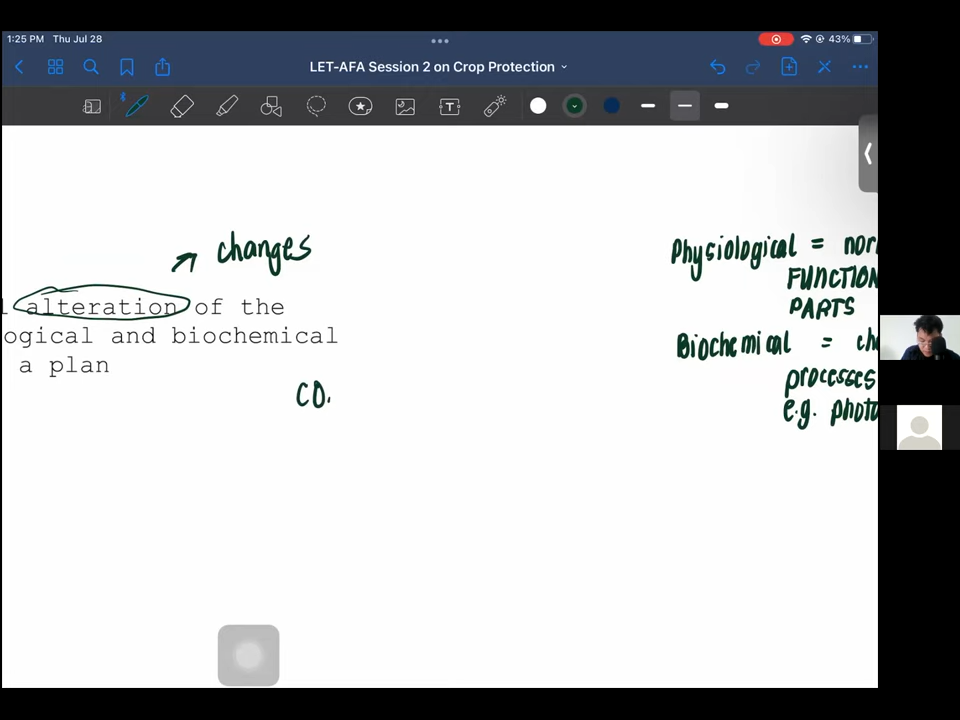 1:25 PM Thu Jul 28
43%
LET-AFA Session 2 on Crop Protection
changes
l alteration of the
ogical and biochemical
a plan
CO.
Physiological = nor
FUNCTION
PARTS
Biochemical = ch
processes
e.g. photo